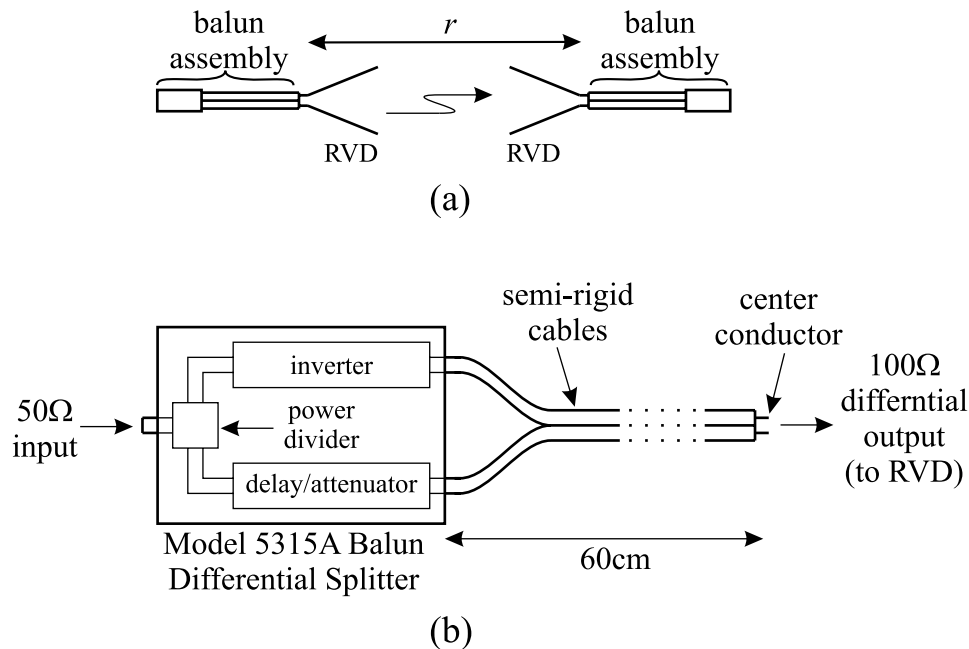 balun
assembly
r
balun
assembly
RVD
RVD
(a)
semi-rigid
cables
center
conductor
inverter
50Ω
input
power
divider
delay/attenuator
100Ω
differntial
output
(to RVD)
Model 5315A Balun
Differential Splitter
60cm
(b)